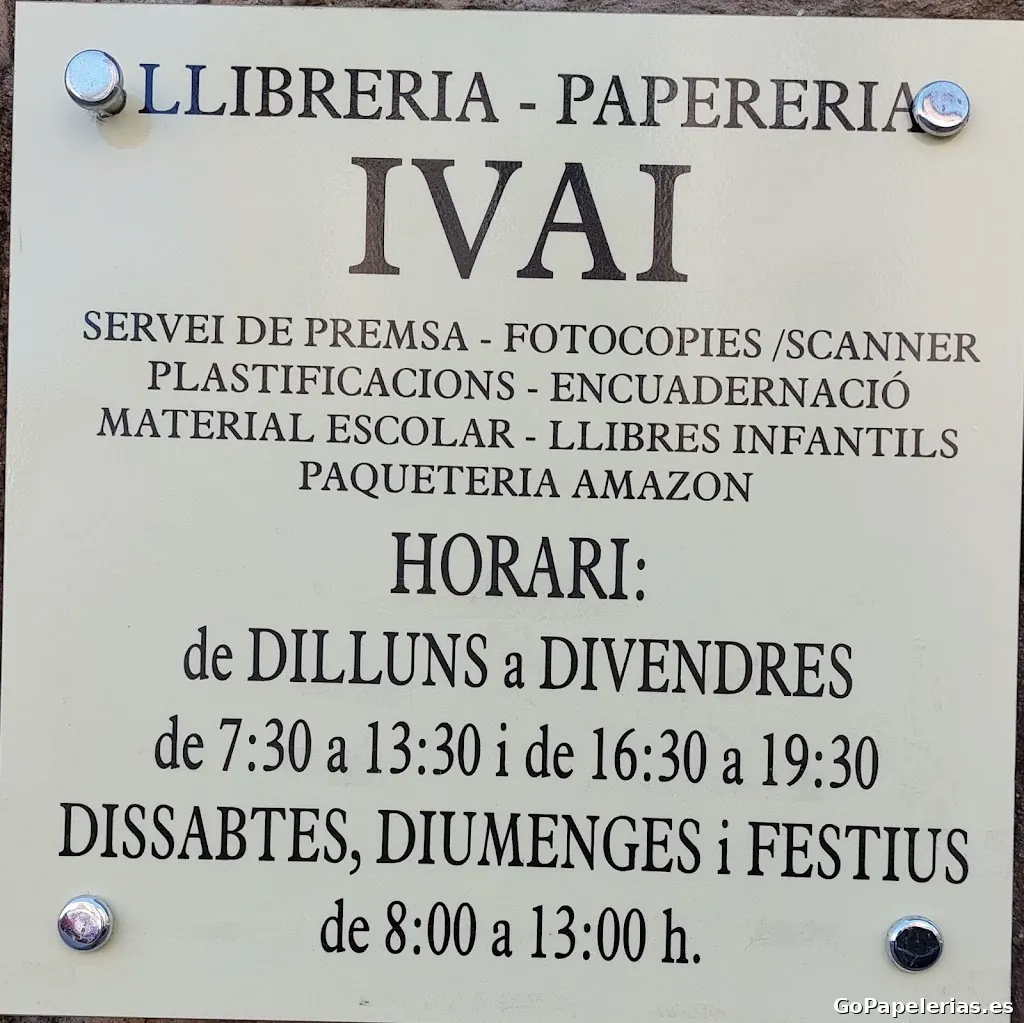 LLIBRERIA - PAPERERIA
IVAI
SERVEI DE PREMSA - FOTOCOPIES /SCANNER
PLASTIFICACIONS - ENCUADERNACIÓ
MATERIAL ESCOLAR - LLIBRES INFANTILS
PAQUETERIA AMAZON
HORARI:
de DILLUNS a DIVENDRES
de 7:30 a 13:30 i de 16:30 a 19:30
DISSABTES, DIUMENGES i FESTIUS
de 8:00 a 13:00 h.
GoPapelerias.es